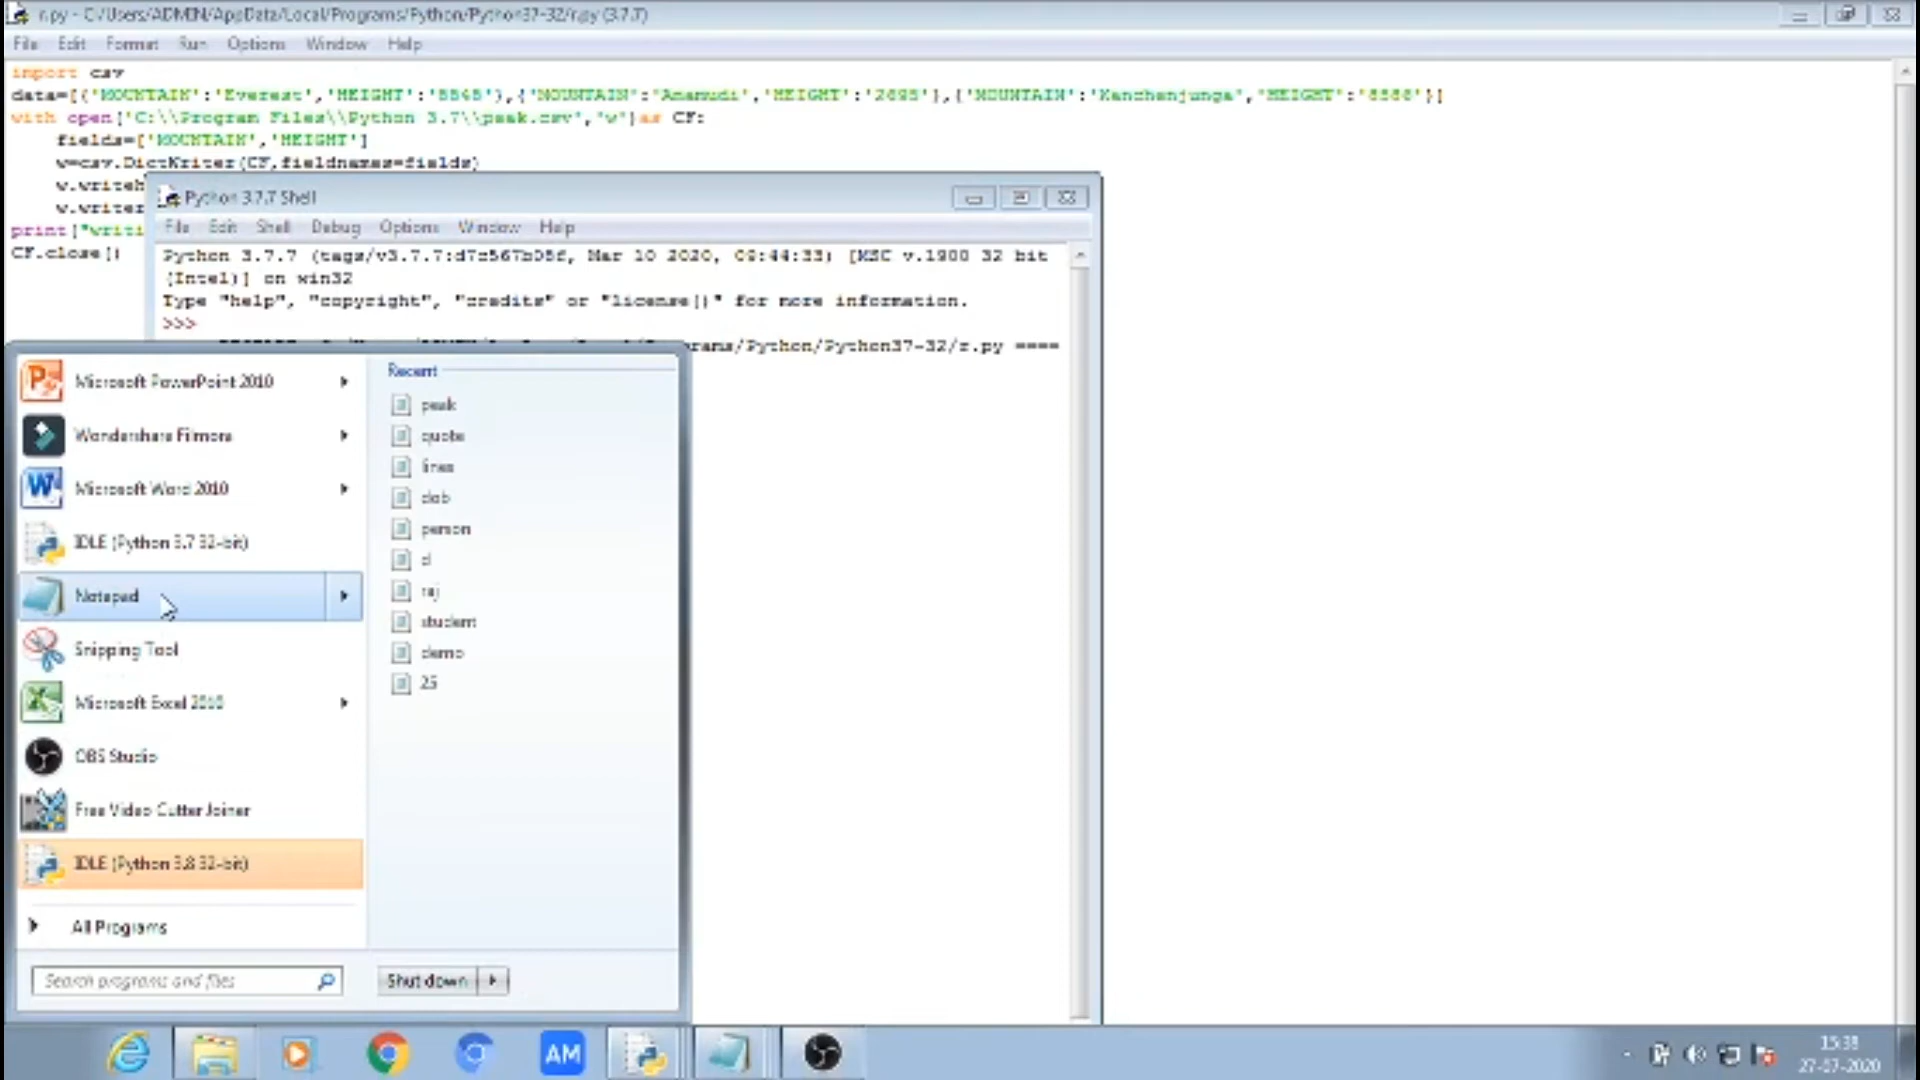 r.py - C:/Users/ADMIN/AppData/Local/Programs/Python/Python37-32/r.py (3.7.7)
File Edit Format Run Options Window Help
import csv
data=[{'MOUNTAIN':'Everest','HEIGHT':'8848'},{'MOUNTAIN':'Anamudi','HEIGHT':'2695'},{'MOUNTAIN':'Kanchenjunga','HEIGHT':'8586'}]
with open('C:\\Program Files\\Python 3.7\\peak.csv','w')as CF:
fields=['MOUNTAIN','HEIGHT']
w=csv.DictWriter(CF,fieldnames=fields)
w.writeh
w.writer
print("writi
CF.close()
Python 3.7.7 Shell
File Edit Shell Debug Options Window Help
Python 3.7.7 (tags/v3.7.7:d7c567b08f, Mar 10 2020, 09:44:33) [MSC v.1900 32 bit
(Intel)] on win32
Type "help", "copyright", "credits" or "license()" for more information.
>>>
rams/Python/Python37-32/r.py ====
Microsoft PowerPoint 2010
Wondershare Filmora
Microsoft Word 2010
IDLE (Python 3.7 32-bit)
Notepad
Snipping Tool
Microsoft Excel 2010
OBS Studio
Free Video Cutter Joiner
IDLE (Python 3.8 32-bit)
All Programs
Search programs and files
Recent
peak
quote
lines
dob
person
d
raj
student
demo
25
Shut down
AM
15:38
27-07-2020